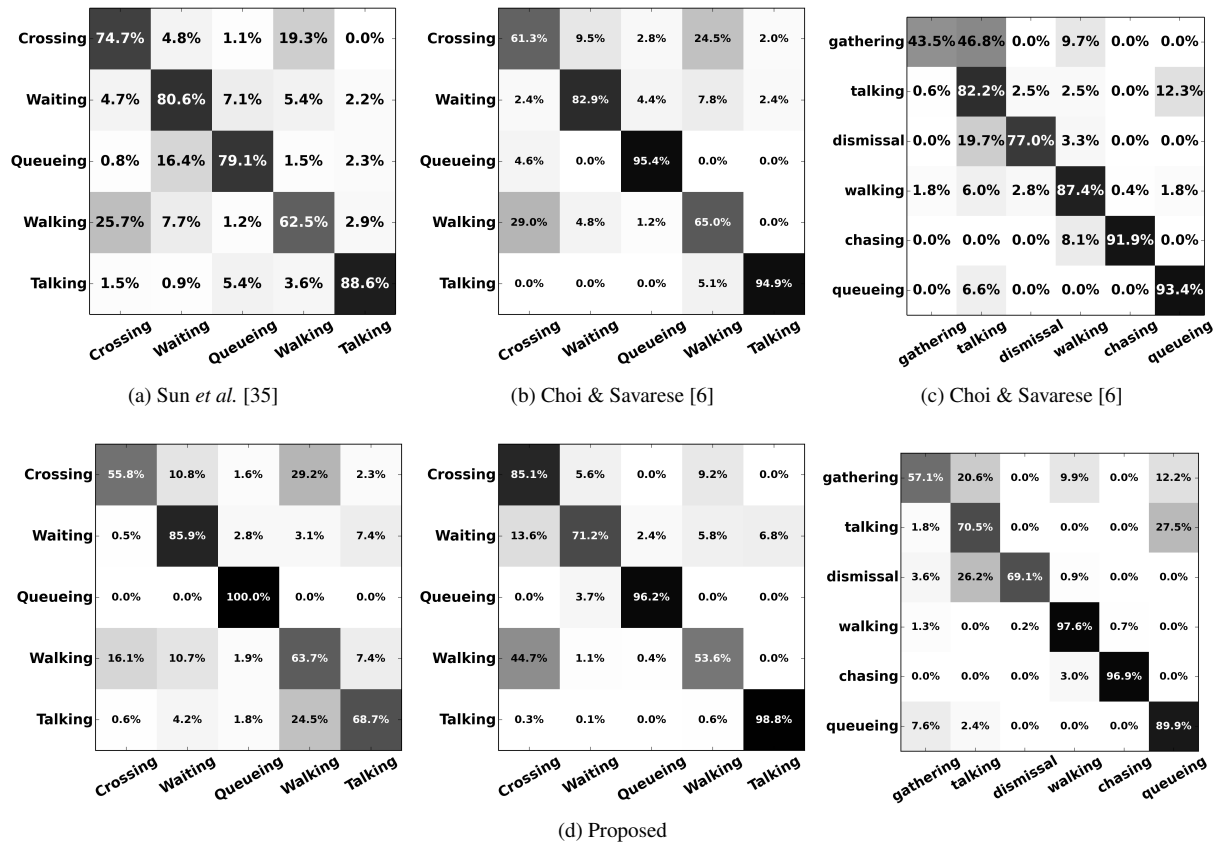 Crossing 74.7% 4.8% 1.1% 19.3% 0.0%
Waiting 4.7% 80.6% 7.1% 5.4% 2.2%
Queueing 0.8% 16.4% 79.1% 1.5% 2.3%
Walking 25.7% 7.7% 1.2% 62.5% 2.9%
Talking 1.5% 0.9% 5.4% 3.6% 88.6%
Crossing Waiting Queueing Walking Talking
(a) Sun et al. [35]
Crossing 61.3% 9.5% 2.8% 24.5% 2.0%
Waiting 2.4% 82.9% 4.4% 7.8% 2.4%
Queueing 4.6% 0.0% 95.4% 0.0% 0.0%
Walking 29.0% 4.8% 1.2% 65.0% 0.0%
Talking 0.0% 0.0% 0.0% 5.1% 94.9%
Crossing Waiting Queueing Walking Talking
(b) Choi & Savarese [6]
gathering 43.5% 46.8% 0.0% 9.7% 0.0% 0.0%
talking 0.6% 82.2% 2.5% 2.5% 0.0% 12.3%
dismissal 0.0% 19.7% 77.0% 3.3% 0.0% 0.0%
walking 1.8% 6.0% 2.8% 87.4% 0.4% 1.8%
chasing 0.0% 0.0% 0.0% 8.1% 91.9% 0.0%
queueing 0.0% 6.6% 0.0% 0.0% 0.0% 93.4%
gathering talking dismissal walking chasing queueing
(c) Choi & Savarese [6]
Crossing 55.8% 10.8% 1.6% 29.2% 2.3%
Waiting 0.5% 85.9% 2.8% 3.1% 7.4%
Queueing 0.0% 0.0% 100.0% 0.0% 0.0%
Walking 16.1% 10.7% 1.9% 63.7% 7.4%
Talking 0.6% 4.2% 1.8% 24.5% 68.7%
Crossing Waiting Queueing Walking Talking
Crossing 85.1% 5.6% 0.0% 9.2% 0.0%
Waiting 13.6% 71.2% 2.4% 5.8% 6.8%
Queueing 0.0% 3.7% 96.2% 0.0% 0.0%
Walking 44.7% 1.1% 0.4% 53.6% 0.0%
Talking 0.3% 0.1% 0.0% 0.6% 98.8%
Crossing Waiting Queueing Walking Talking
gathering 57.1% 20.6% 0.0% 9.9% 0.0% 12.2%
talking 1.8% 70.5% 0.0% 0.0% 0.0% 27.5%
dismissal 3.6% 26.2% 69.1% 0.9% 0.0% 0.0%
walking 1.3% 0.0% 0.2% 97.6% 0.7% 0.0%
chasing 0.0% 0.0% 0.0% 3.0% 96.9% 0.0%
queueing 7.6% 2.4% 0.0% 0.0% 0.0% 89.9%
gathering talking dismissal walking chasing queueing
(d) Proposed